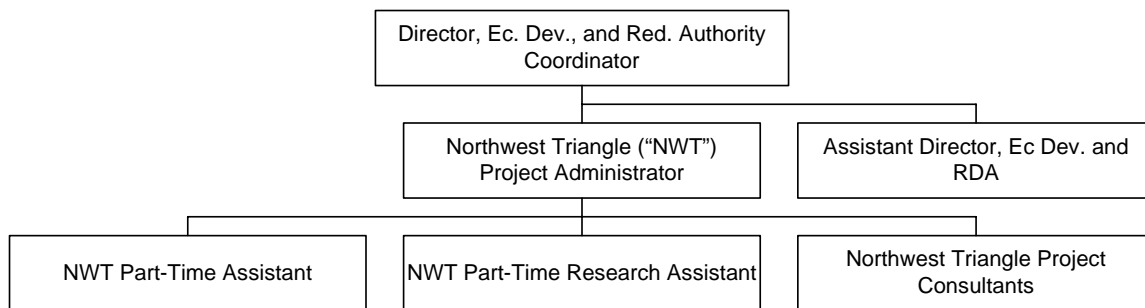 Director, Ec. Dev., and Red. Authority
Coordinator
Northwest Triangle (“NWT”)
Project Administrator
Assistant Director, Ec Dev. and
RDA
NWT Part-Time Assistant
NWT Part-Time Research Assistant
Northwest Triangle Project
Consultants